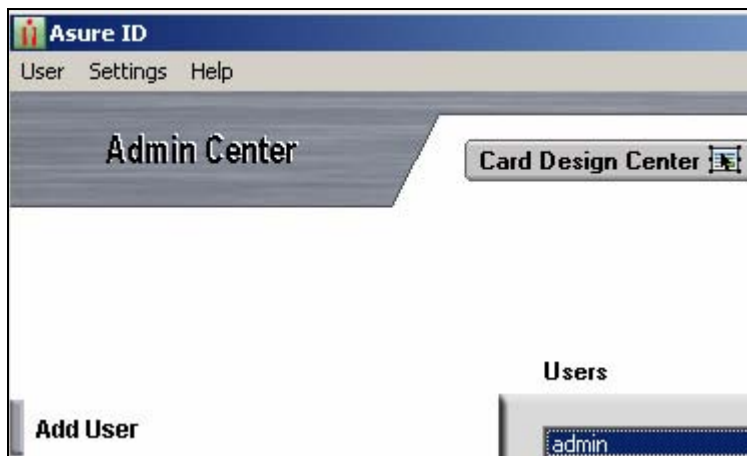 Asure ID
User Settings Help
Admin Center
Card Design Center
Users
Add User
admin